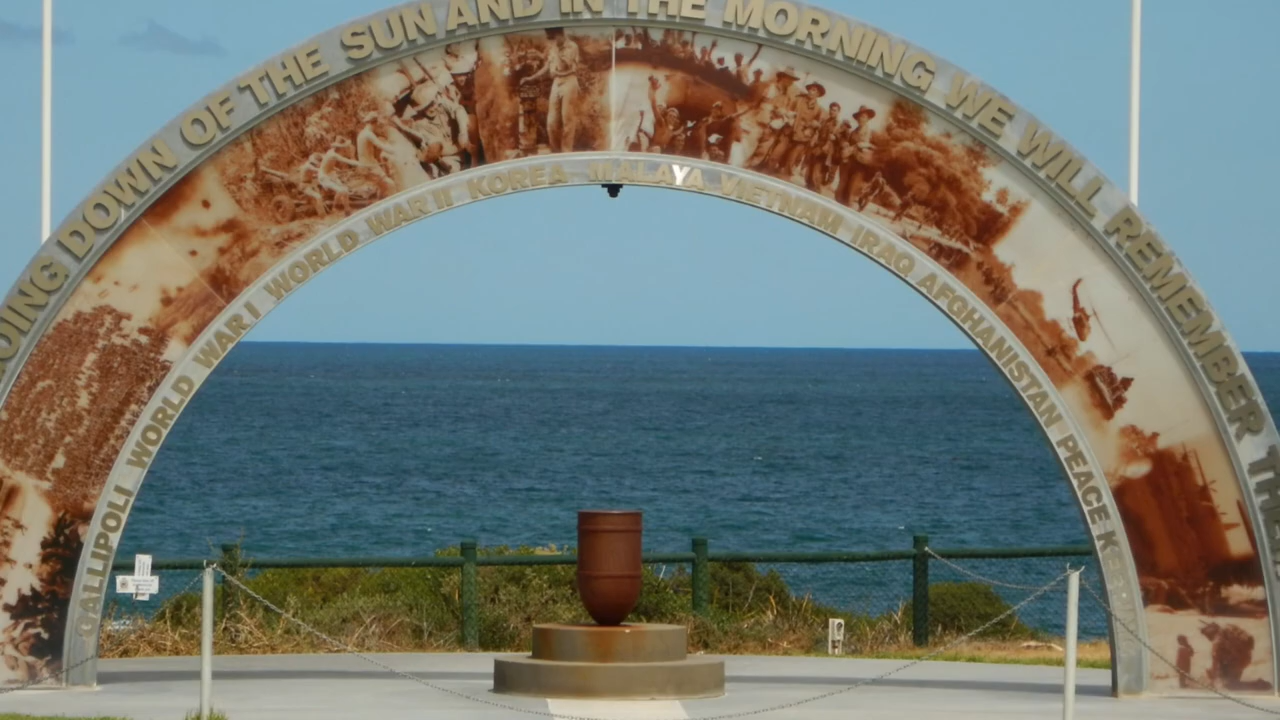 OING DOWN OF THE SUN AND IN THE MORNING WE WILL REMEMBER THEM
GALLIPOLI WORLD WAR I WORLD WAR II KOREA MALAYA VIETNAM IRAQ AFGHANISTAN PEACE